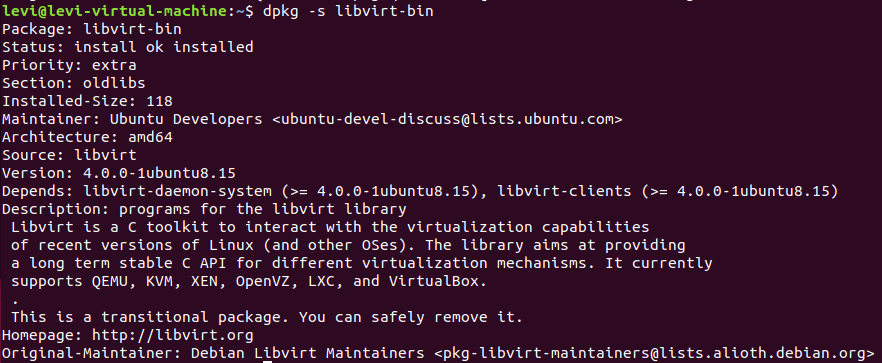 levi@levi-virtual-machine:~$ dpkg -s libvirt-bin
Package: libvirt-bin
Status: install ok installed
Priority: extra
Section: oldlibs
Installed-Size: 118
Maintainer: Ubuntu Developers <ubuntu-devel-discuss@lists.ubuntu.com>
Architecture: amd64
Source: libvirt
Version: 4.0.0-1ubuntu8.15
Depends: libvirt-daemon-system (>= 4.0.0-1ubuntu8.15), libvirt-clients (>= 4.0.0-1ubuntu8.15)
Description: programs for the libvirt library
 Libvirt is a C toolkit to interact with the virtualization capabilities
 of recent versions of Linux (and other OSes). The library aims at providing
 a long term stable C API for different virtualization mechanisms. It currently
 supports QEMU, KVM, XEN, OpenVZ, LXC, and VirtualBox.
 .
 This is a transitional package. You can safely remove it.
Homepage: http://libvirt.org
Original-Maintainer: Debian Libvirt Maintainers <pkg-libvirt-maintainers@lists.alioth.debian.org>